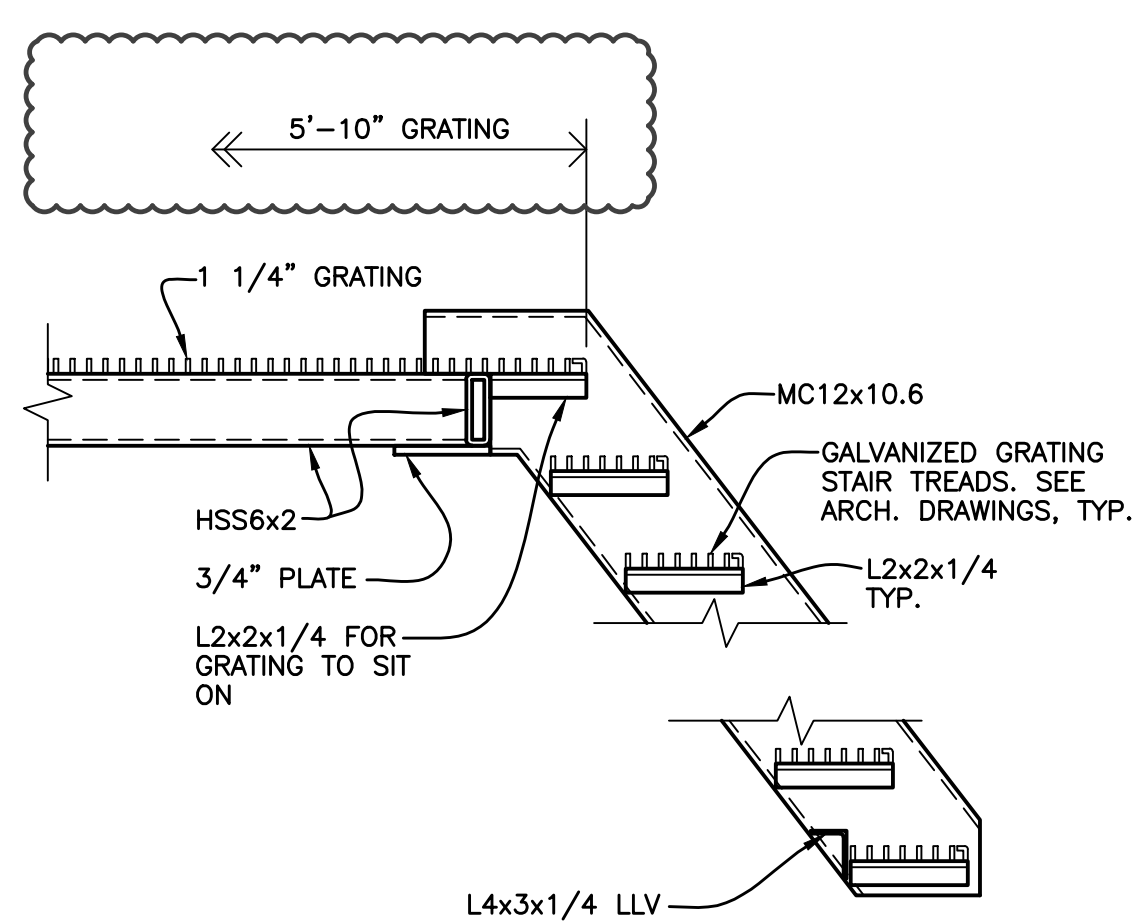 5'-10" GRATING
1 1/4" GRATING
MC12x10.6
GALVANIZED GRATING
STAIR TREADS. SEE
ARCH. DRAWINGS, TYP.
HSS6x2
3/4" PLATE
L2x2x1/4
TYP.
L2x2x1/4 FOR
GRATING TO SIT
ON
L4x3x1/4 LLV